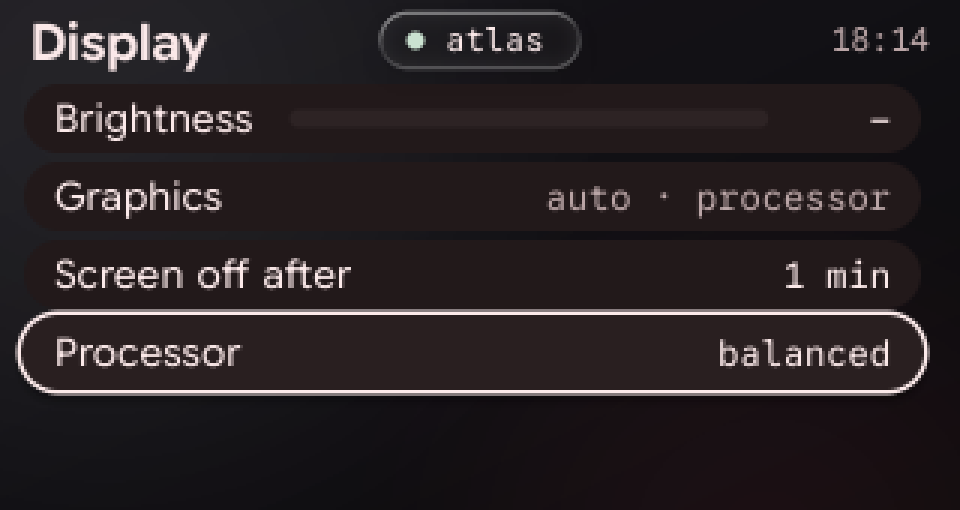 Display atlas 18:14
Brightness –
Graphics auto · processor
Screen off after 1 min
Processor balanced